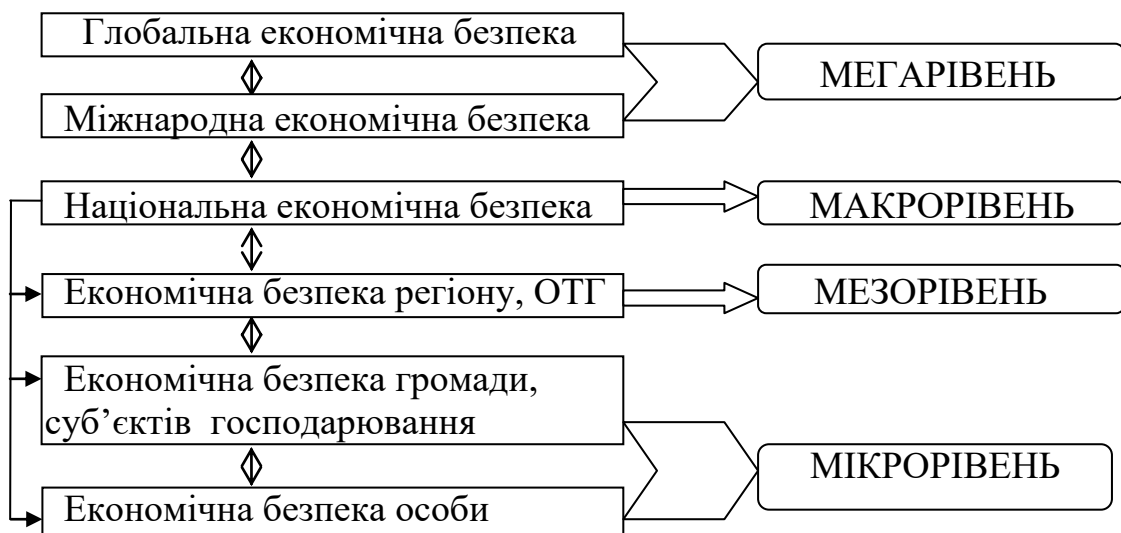 Глобальна економічна безпека
МЕГАРІВЕНЬ
Міжнародна економічна безпека
Національна економічна безпека
МАКРОРІВЕНЬ
Економічна безпека регіону, ОТГ
МЕЗОРІВЕНЬ
Економічна безпека громади,
суб’єктів господарювання
МІКРОРІВЕНЬ
Економічна безпека особи